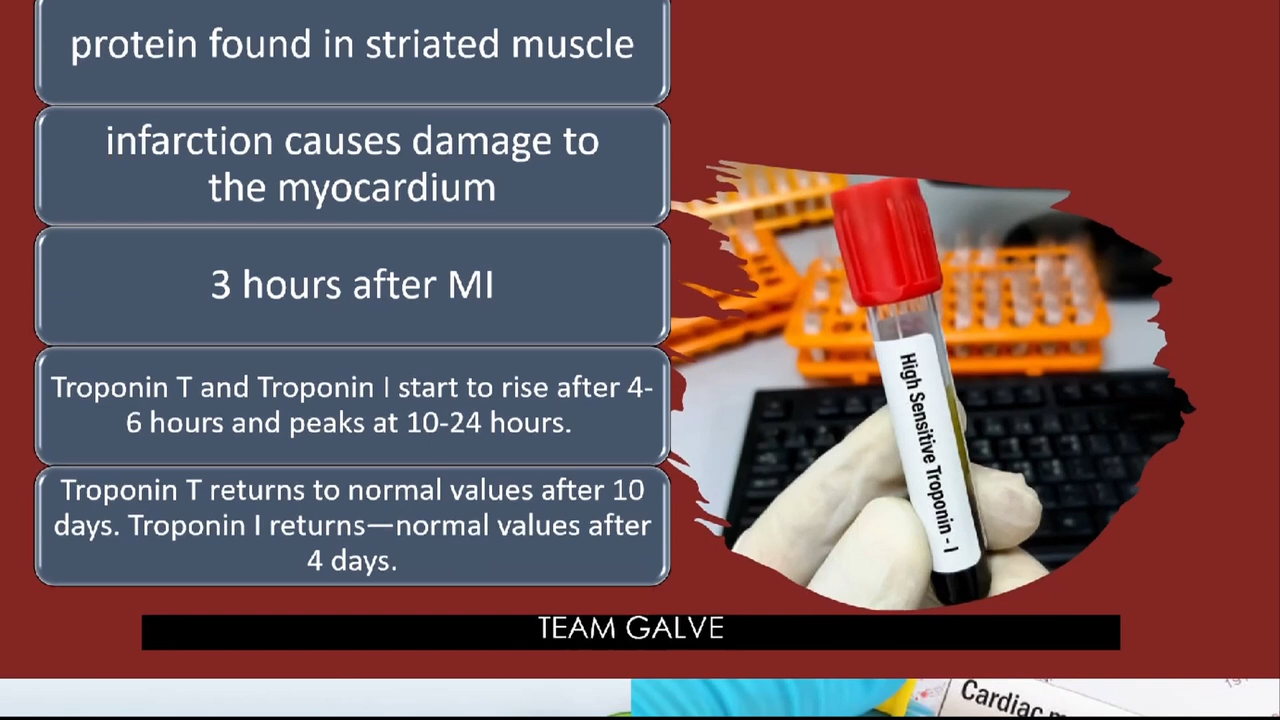 protein found in striated muscle
infarction causes damage to
the myocardium
3 hours after MI
Troponin T and Troponin I start to rise after 4-
6 hours and peaks at 10-24 hours.
Troponin T returns to normal values after 10
days. Troponin I returns—normal values after
4 days.
High Sensitive Troponin - I
TEAM GALVE
Cardiac